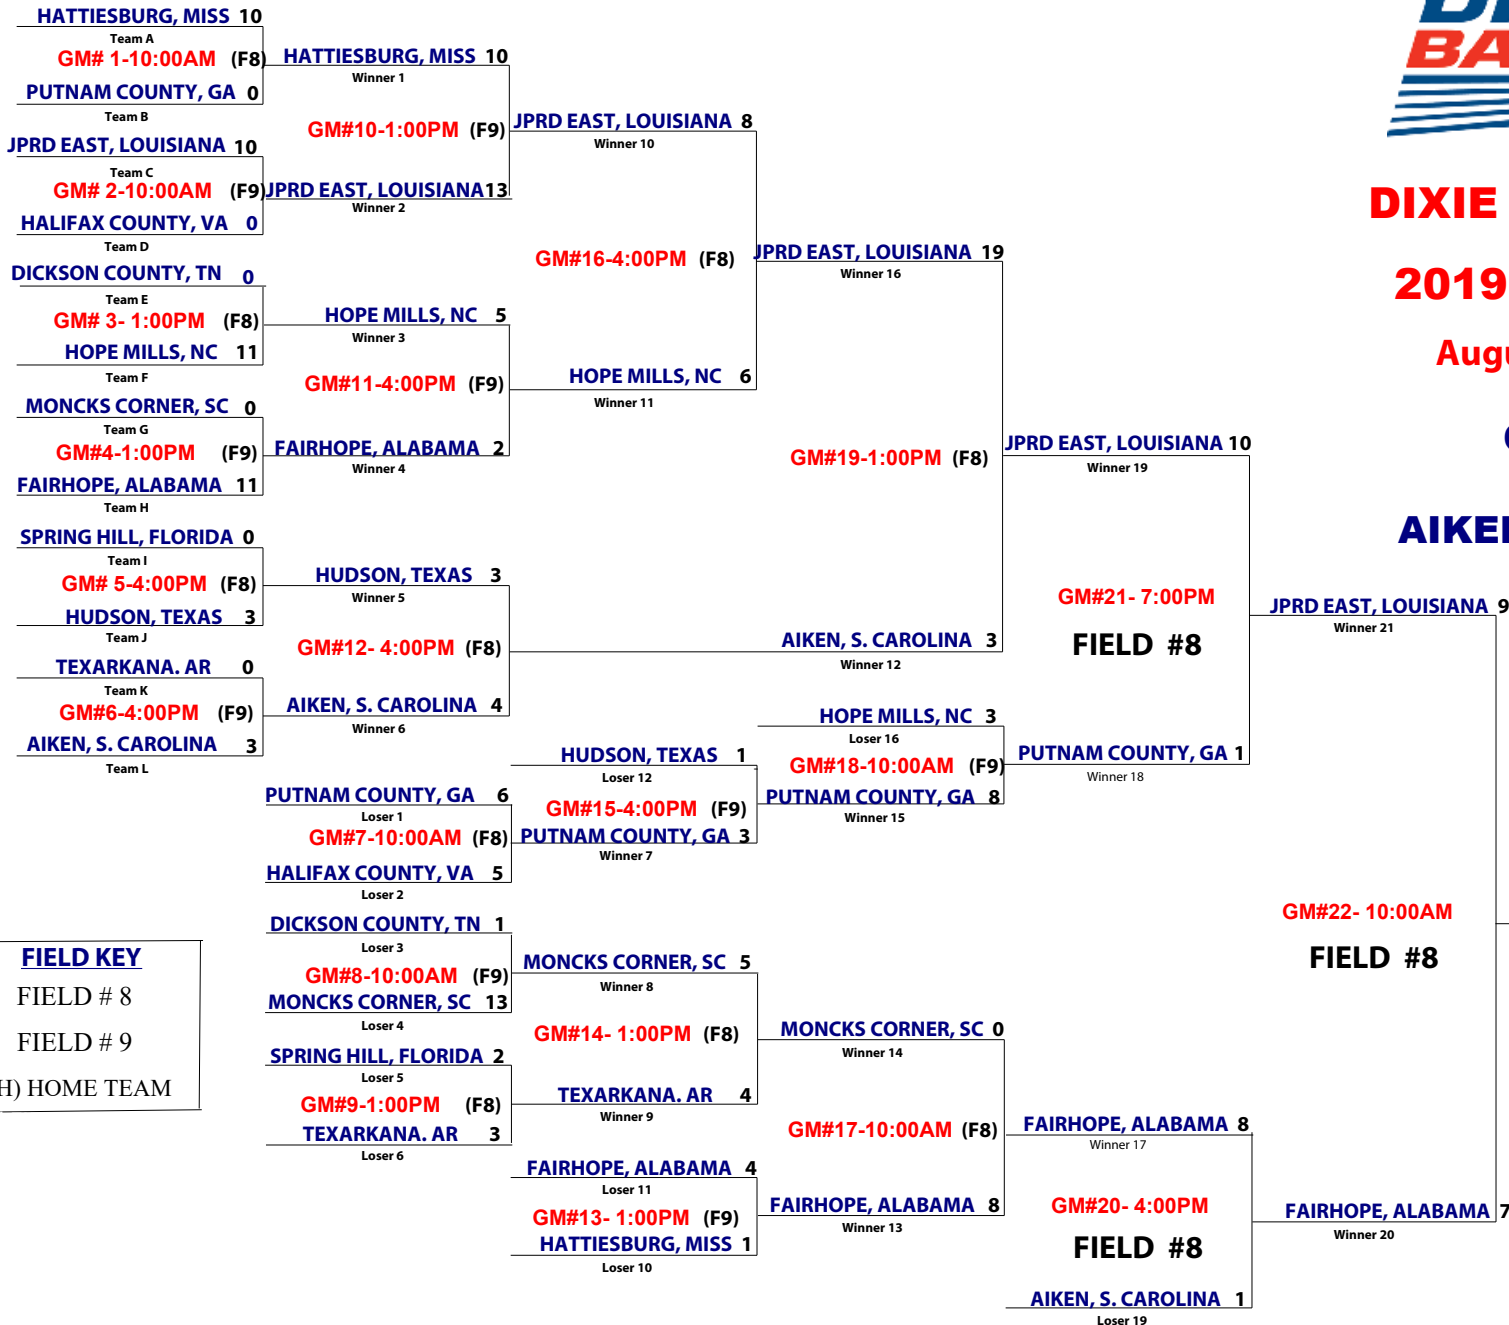 HATTIESBURG, MISS 10
Team A
GM# 1-10:00AM (F8)
PUTNAM COUNTY, GA 0
Team B
JPRD EAST, LOUISIANA 10
Team C
GM# 2-10:00AM (F9)
HALIFAX COUNTY, VA 0
Team D
DICKSON COUNTY, TN 0
Team E
GM# 3- 1:00PM (F8)
HOPE MILLS, NC 11
Team F
MONCKS CORNER, SC 0
Team G
GM#4-1:00PM (F9)
FAIRHOPE, ALABAMA 11
Team H
SPRING HILL, FLORIDA 0
Team I
GM# 5-4:00PM (F8)
HUDSON, TEXAS 3
Team J
TEXARKANA. AR 0
Team K
GM#6-4:00PM (F9)
AIKEN, S. CAROLINA 3
Team L
FIELD KEY
FIELD # 8
FIELD # 9
H) HOME TEAM
HATTIESBURG, MISS 10
Winner 1
GM#10-1:00PM (F9)
JPRD EAST, LOUISIANA 13
Winner 2
HOPE MILLS, NC 5
Winner 3
GM#11-4:00PM (F9)
FAIRHOPE, ALABAMA 2
Winner 4
HUDSON, TEXAS 3
Winner 5
GM#12- 4:00PM (F8)
AIKEN, S. CAROLINA 4
Winner 6
PUTNAM COUNTY, GA 6
Loser 1
GM#7-10:00AM (F8)
HALIFAX COUNTY, VA 5
Loser 2
DICKSON COUNTY, TN 1
Loser 3
GM#8-10:00AM (F9)
MONCKS CORNER, SC 13
Loser 4
SPRING HILL, FLORIDA 2
Loser 5
GM#9-1:00PM (F8)
TEXARKANA. AR 3
Loser 6
JPRD EAST, LOUISIANA 8
Winner 10
GM#16-4:00PM (F8)
HOPE MILLS, NC 6
Winner 11
HUDSON, TEXAS 1
Loser 12
GM#15-4:00PM (F9)
PUTNAM COUNTY, GA 3
Winner 7
MONCKS CORNER, SC 5
Winner 8
GM#14- 1:00PM (F8)
TEXARKANA. AR 4
Winner 9
FAIRHOPE, ALABAMA 4
Loser 11
GM#13- 1:00PM (F9)
HATTIESBURG, MISS 1
Loser 10
JPRD EAST, LOUISIANA 19
Winner 16
GM#19-1:00PM (F8)
AIKEN, S. CAROLINA 3
Winner 12
HOPE MILLS, NC 3
Loser 16
GM#18-10:00AM (F9)
PUTNAM COUNTY, GA 8
Winner 15
MONCKS CORNER, SC 0
Winner 14
GM#17-10:00AM (F8)
FAIRHOPE, ALABAMA 8
Winner 13
JPRD EAST, LOUISIANA 10
Winner 19
GM#21- 7:00PM
FIELD #8
PUTNAM COUNTY, GA 1
Winner 18
FAIRHOPE, ALABAMA 8
Winner 17
GM#20- 4:00PM
FIELD #8
AIKEN, S. CAROLINA 1
Loser 19
BA
DIXIE
2019
Augu
AIKE
JPRD EAST, LOUISIANA 9
Winner 21
GM#22- 10:00AM
FIELD #8
FAIRHOPE, ALABAMA 7
Winner 20